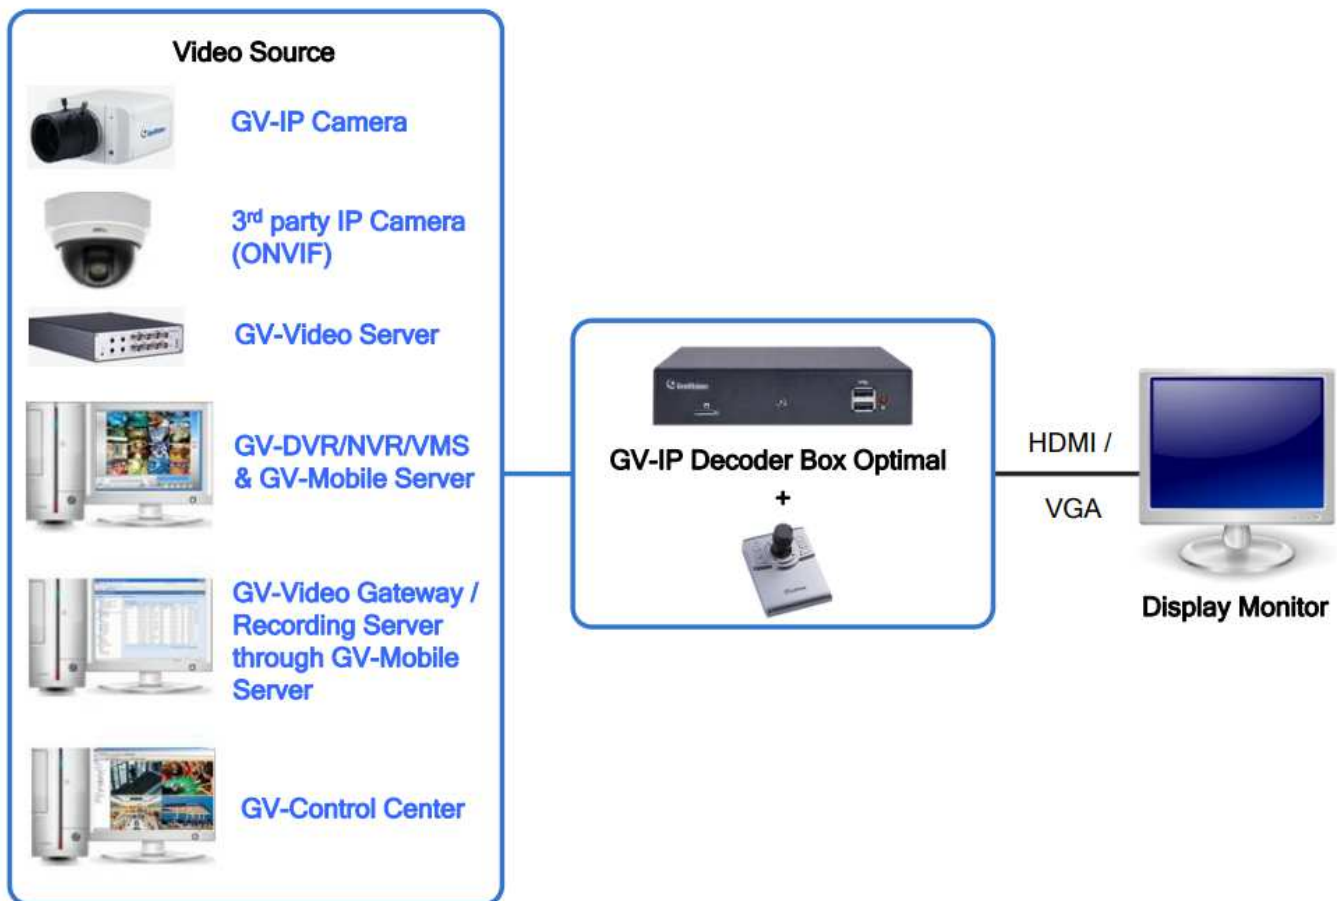 Video Source
GV-IP Camera
3rd party IP Camera
(ONVIF)
GV-Video Server
GV-DVR/NVR/VMS
& GV-Mobile Server
GV-Video Gateway /
Recording Server
through GV-Mobile
Server
GV-Control Center
GeoVision
GV-IP Decoder Box Optimal
+
HDMI /
VGA
Display Monitor